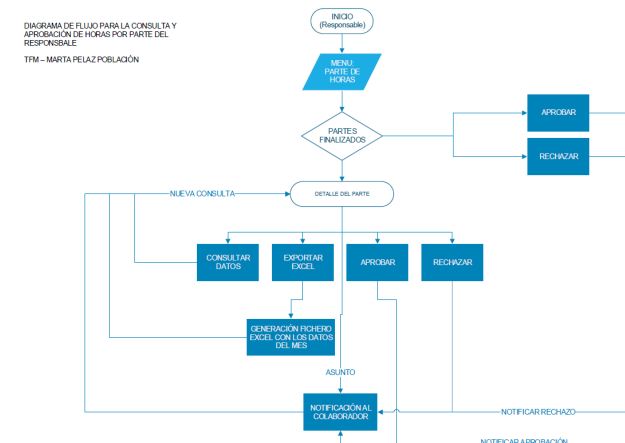 DIAGRAMA DE FLUJO PARA LA CONSULTA Y
APROBACIÓN DE HORAS POR PARTE DEL
RESPONSBALE
TFM – MARTA PELAZ POBLACIÓN
INICIO
(Responsable)
MENU:
PARTE DE
HORAS
PARTES
FINALIZADOS
APROBAR
RECHAZAR
NUEVA CONSULTA
DETALLE DEL PARTE
CONSULTAR
DATOS
EXPORTAR
EXCEL
APROBAR
RECHAZAR
GENERACIÓN FICHERO
EXCEL CON LOS DATOS
DEL MES
ASUNTO
NOTIFICACIÓN AL
COLABORADOR
NOTIFICAR RECHAZO
NOTIFICAR APROBACIÓN